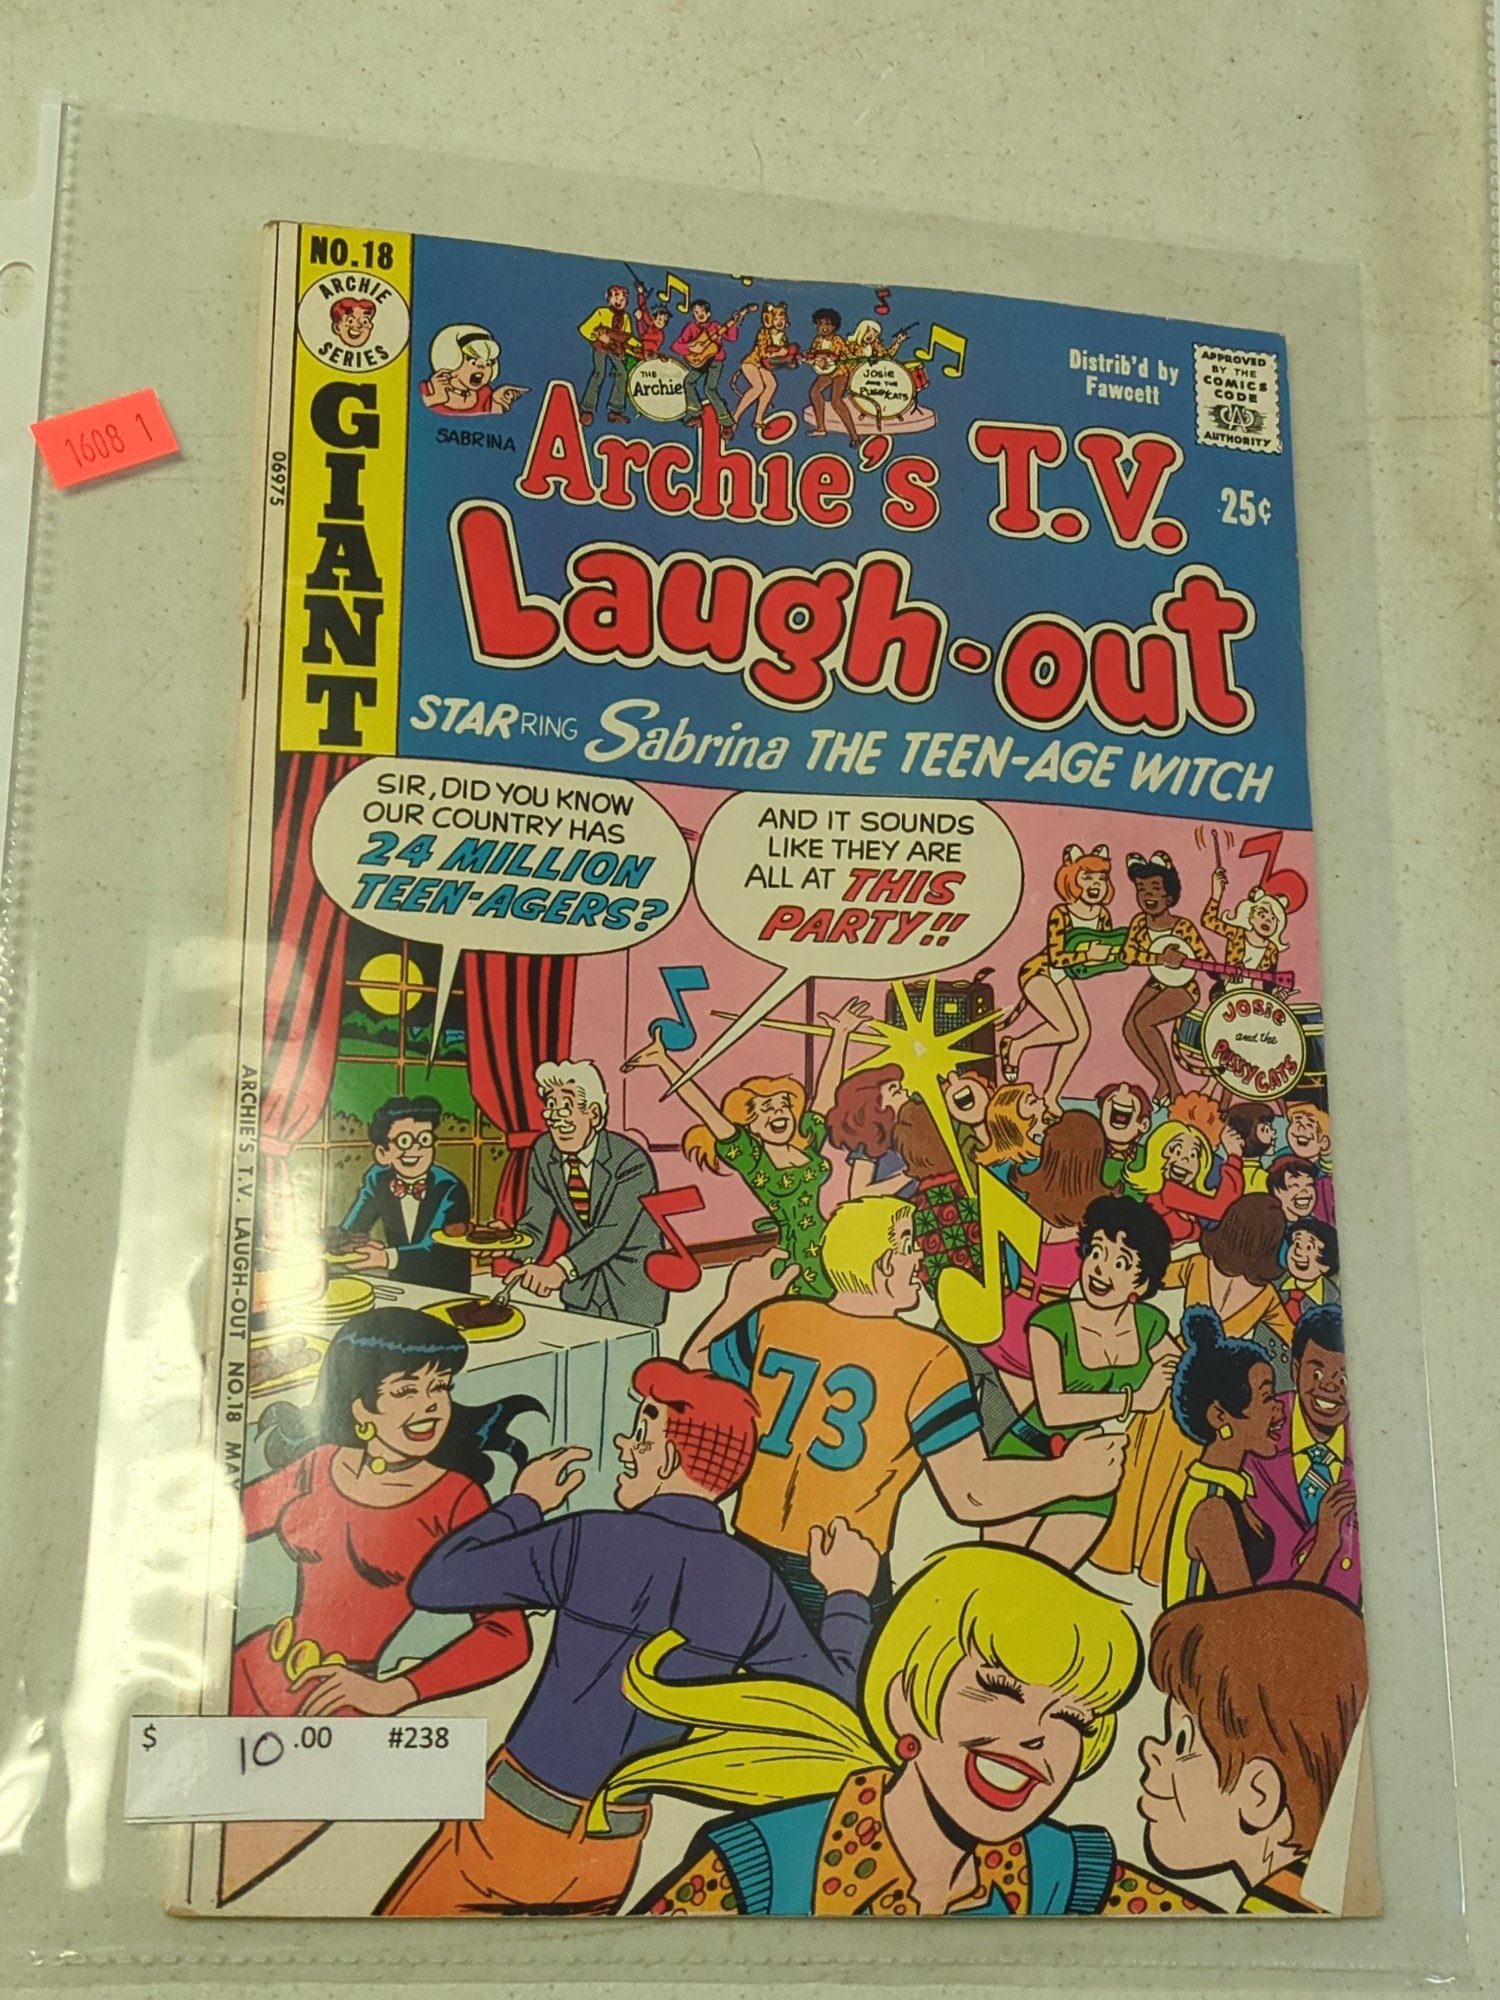 NO.18
ARCHIE
SERIES
GIANT
SABRINA
THE
Archie
JOSIE
AND THE
PUSSYCATS
Distrib'd by
Fawcett
APPROVED
BY THE
COMICS
CODE
CA
AUTHORITY
Archie's T.V.
25¢
Laugh-out
STARRING Sabrina THE TEEN-AGE WITCH
1608 1
06975
SIR, DID YOU KNOW
OUR COUNTRY HAS
24 MILLION
TEEN-AGERS?
AND IT SOUNDS
LIKE THEY ARE
ALL AT THIS
PARTY!!
JOSIE
and the
PUSSYCATS
73
ARCHIE'S T.V. LAUGH-OUT NO.18 MAY
$ 10.00 #238